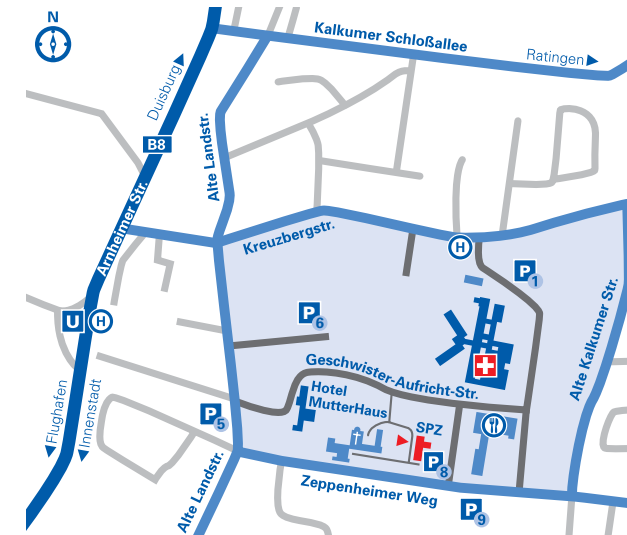 N
Kalkumer Schloßallee
Ratingen
Duisburg
Alte Landstr.
B8
Arnheimer Str.
Kreuzbergstr.
H
P 1
Alte Kalkumer Str.
U H
P 6
Geschwister-Aufricht-Str.
Hotel
MutterHaus
Flughafen
Innenstadt
P 5
SPZ
P 8
Alte Landstr.
Zeppenheimer Weg
P 9